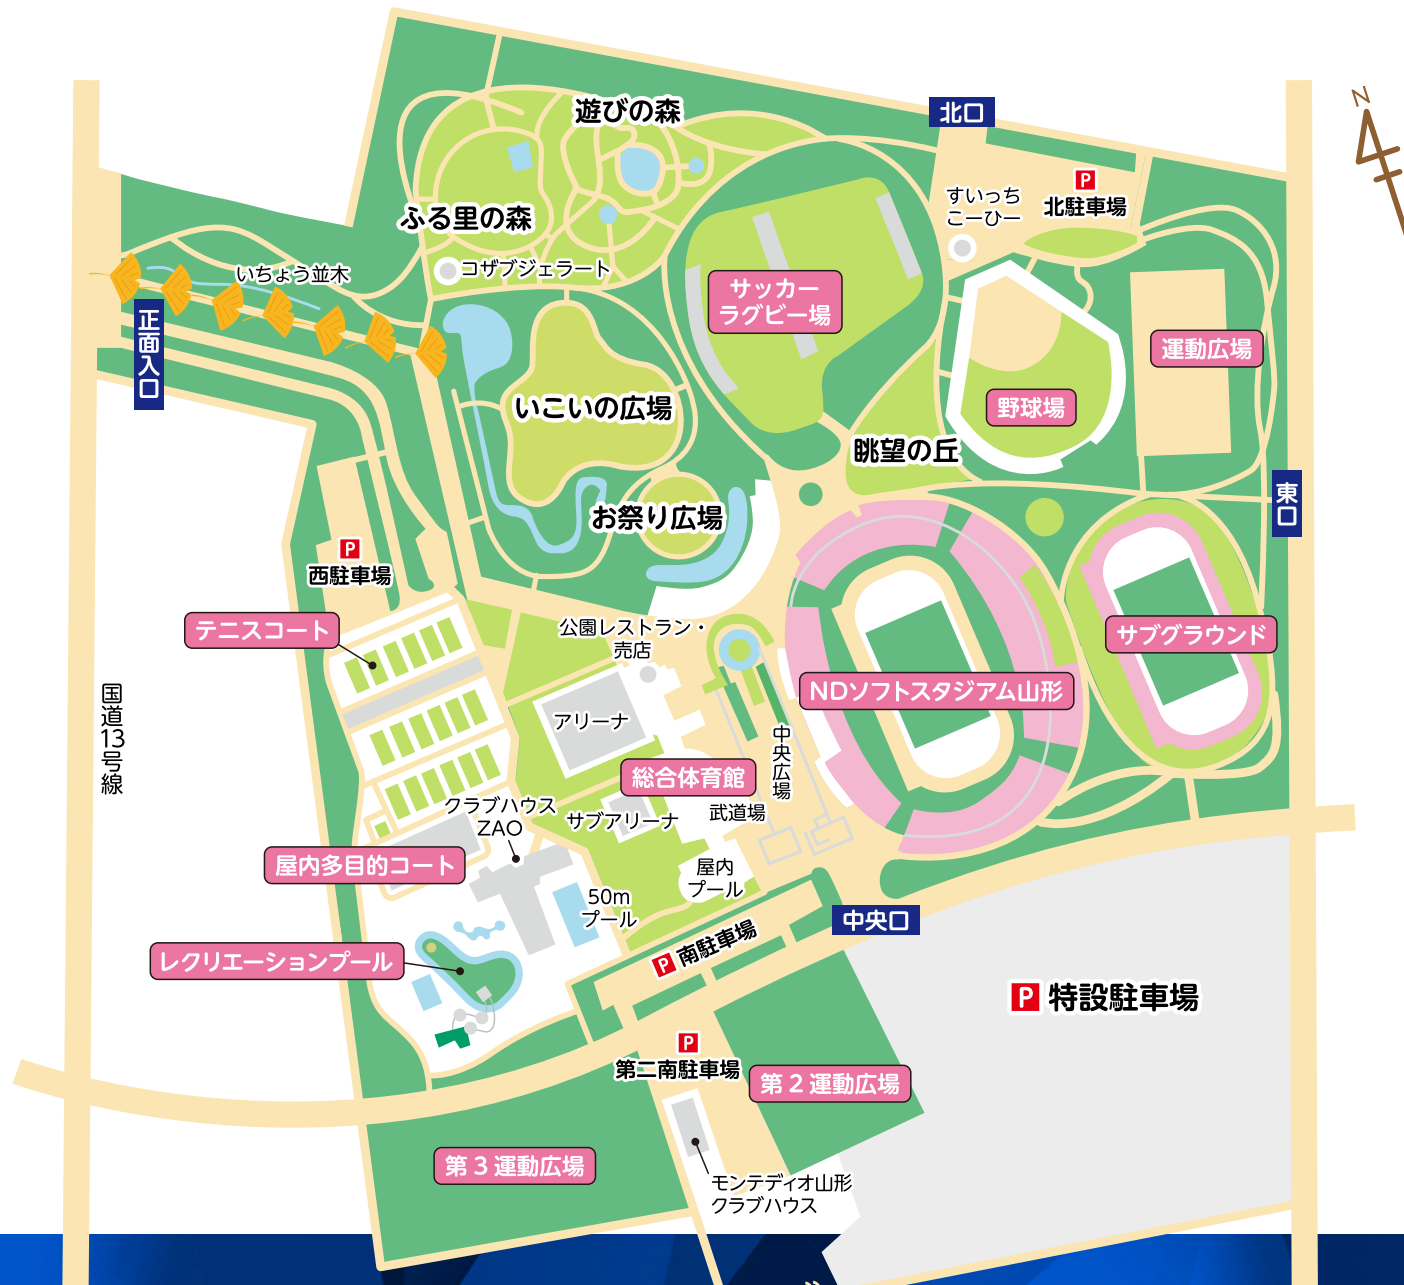 N
遊びの森
北口
P
北駐車場
すいっち
こーひー
ふる里の森
コザブジェラート
いちょう並木
正面入口
サッカー
ラグビー場
運動広場
野球場
いこいの広場
眺望の丘
東口
お祭り広場
P
西駐車場
テニスコート
公園レストラン・
売店
サブグラウンド
NDソフトスタジアム山形
国道13号線
アリーナ
中央広場
総合体育館
武道場
サブアリーナ
クラブハウス
ZAO
屋内多目的コート
屋内
プール
50m
プール
中央口
P 南駐車場
レクリエーションプール
P 特設駐車場
P
第二南駐車場
第2運動広場
第3運動広場
モンテディオ山形
クラブハウス